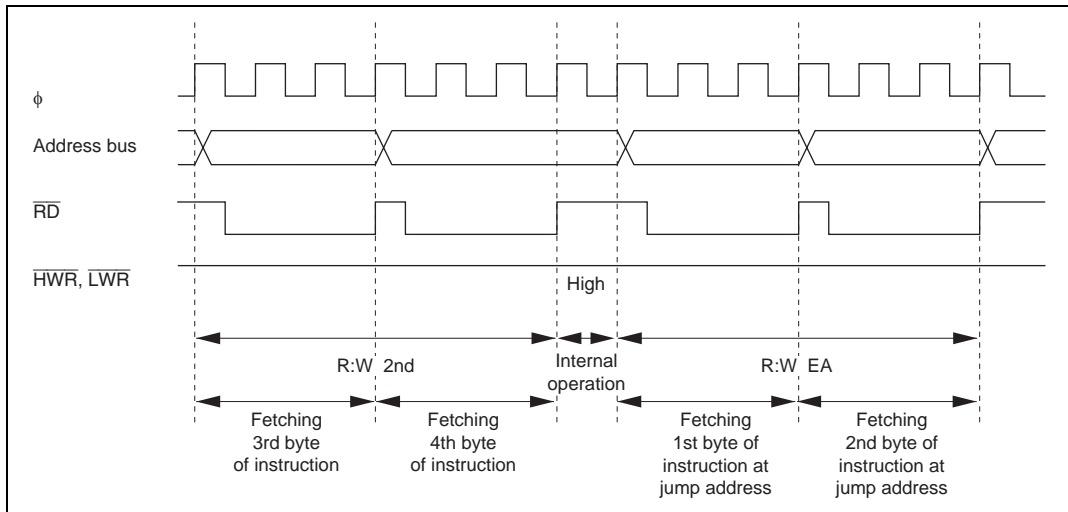 φ
Address bus
RD
HWR, LWR
High
R:W 2nd
Internal
operation
R:W EA
Fetching
3rd byte
of instruction
Fetching
4th byte
of instruction
Fetching
1st byte of
instruction at
jump address
Fetching
2nd byte of
instruction at
jump address